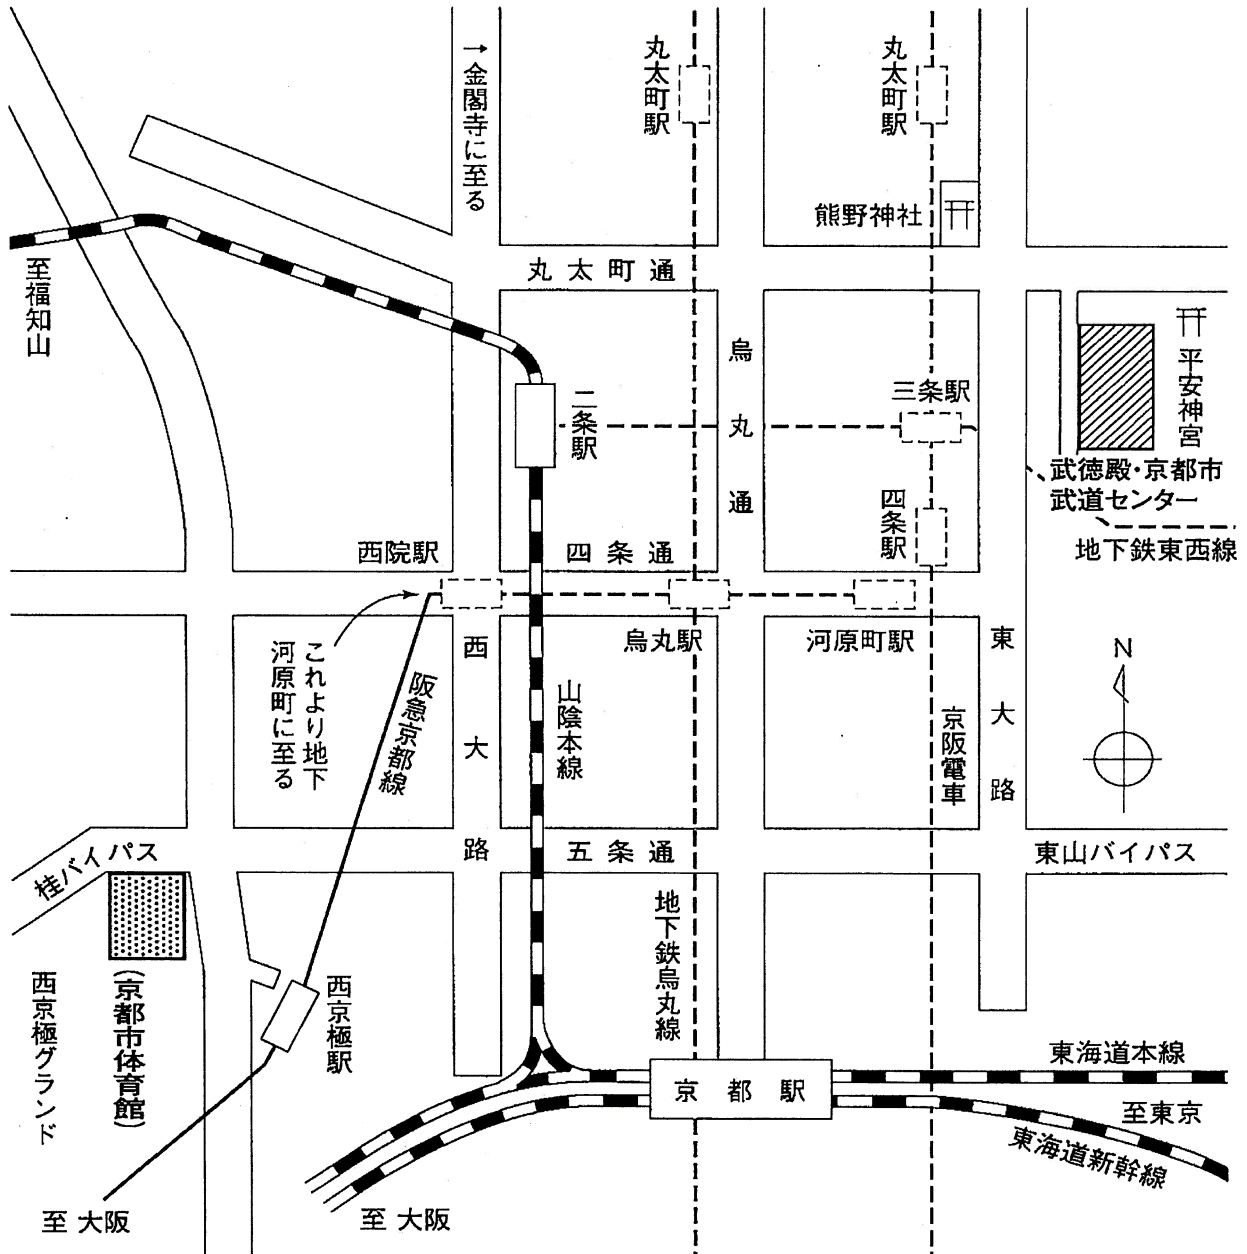 →金閣寺に至る
丸太町駅
丸太町駅
熊野神社
至福知山
丸太町通
烏丸通
二条駅
三条駅
平安神宮
武徳殿・京都市
武道センター
地下鉄東西線
四条駅
西院駅
四条通
烏丸駅
河原町駅
これより地下
河原町に至る
阪急京都線
西大路
山陰本線
京阪電車
東大路
N
桂バイパス
五条通
東山バイパス
地下鉄烏丸線
西京極グランド
(京都市体育館)
西京極駅
京都駅
東海道本線
至東京
東海道新幹線
至 大阪
至 大阪